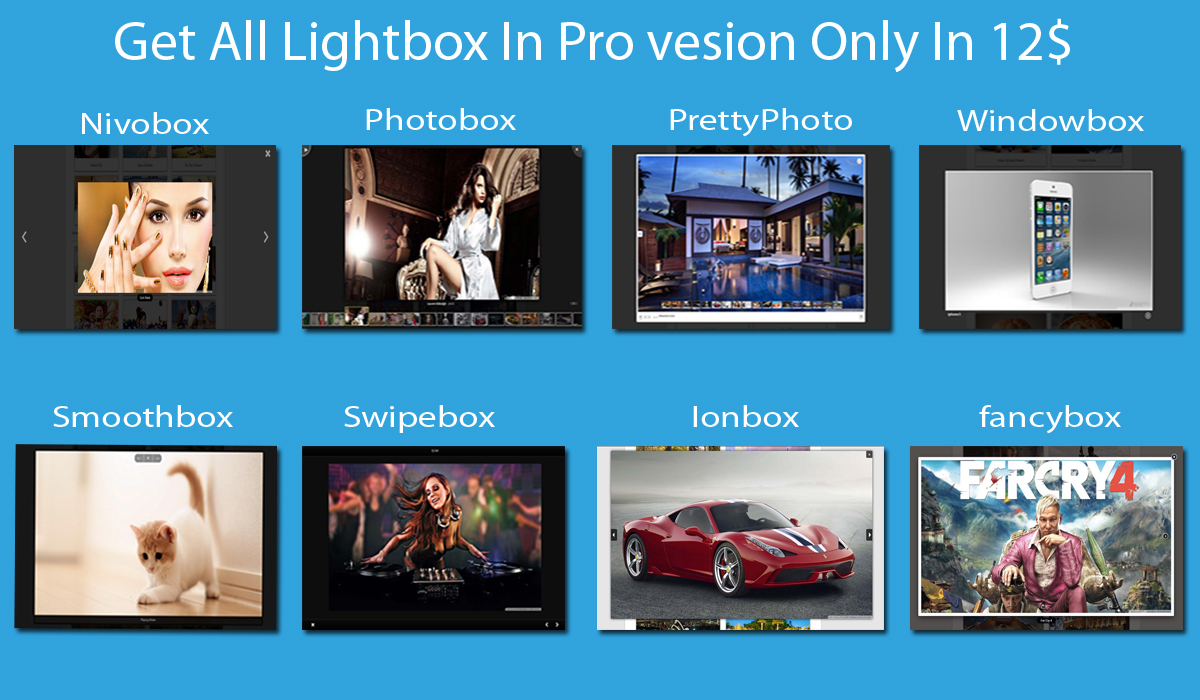 Get All Lightbox In Pro vesion Only In 12$
Nivobox
Photobox
PrettyPhoto
Windowbox
Smoothbox
Swipebox
Ionbox
fancybox
FARCRY4